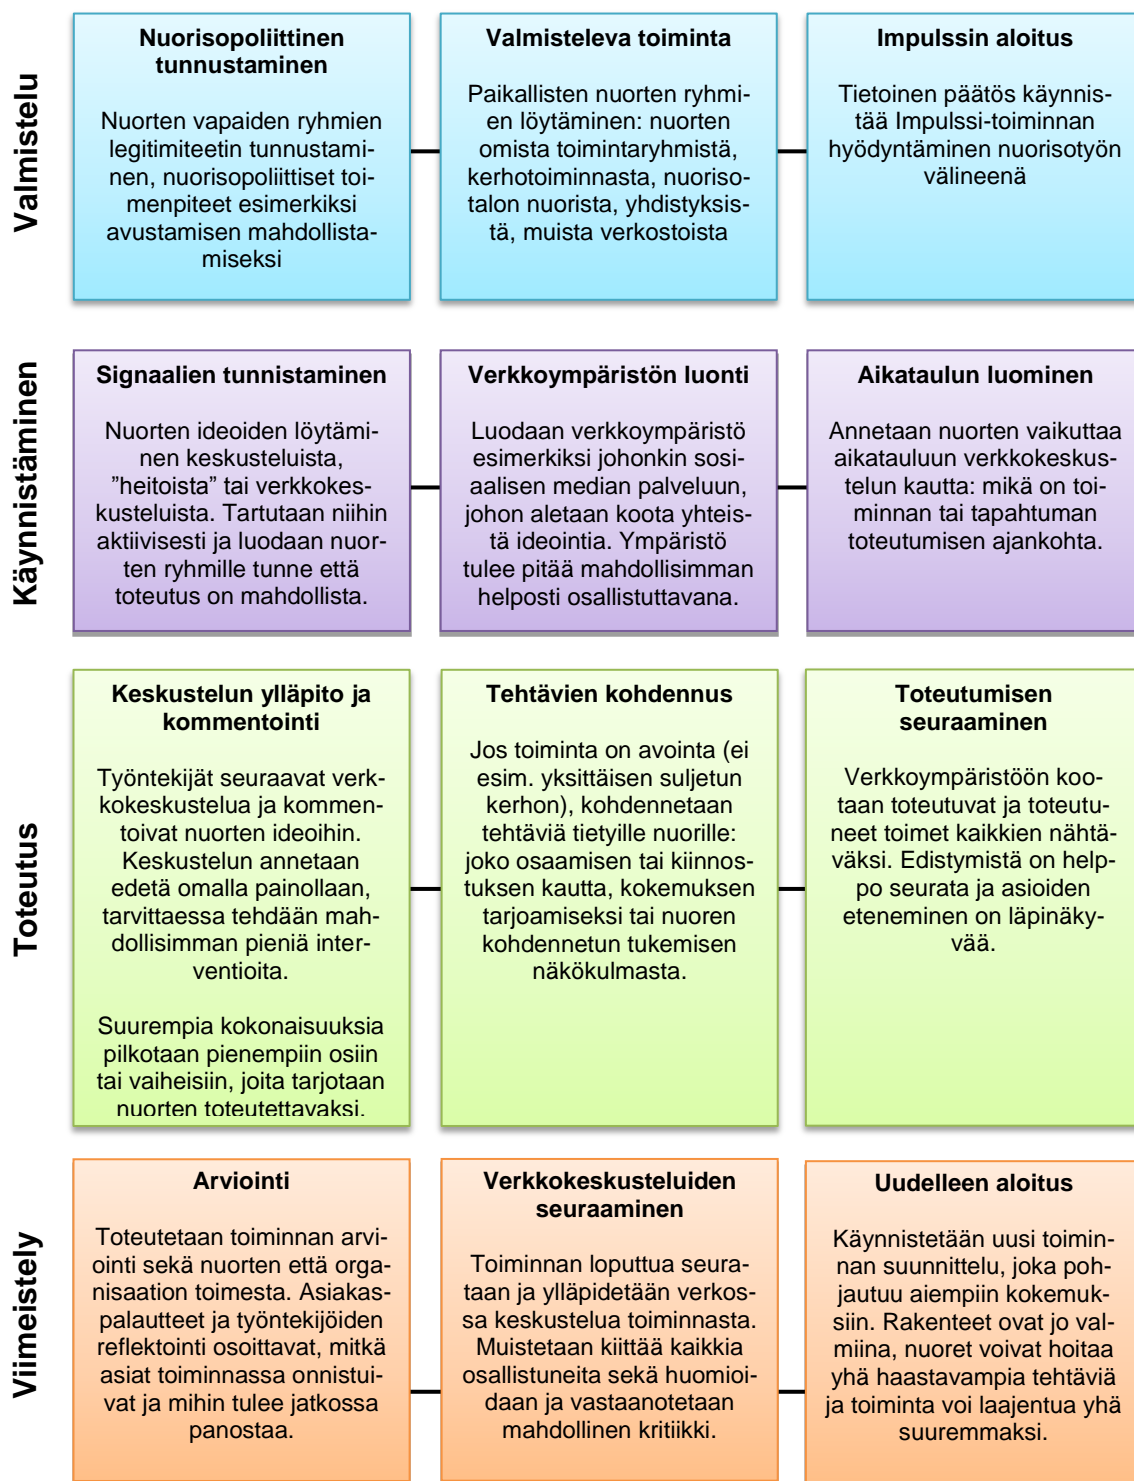 Valmistelu
Nuorisopoliittinen
tunnustaminen
Nuorten vapaiden ryhmien
legitimiteetin tunnustami-
nen, nuorisopoliittiset toi-
menpiteet esimerkiksi
avustamisen mahdollista-
miseksi
Valmisteleva toiminta
Paikallisten nuorten ryhmi-
en löytäminen: nuorten
omista toimintaryhmistä,
kerhotoiminnasta, nuoriso-
talon nuorista, yhdistyksis-
tä, muista verkostoista
Impulssin aloitus
Tietoinen päätös käynnis-
tää Impulssi-toiminnan
hyödyntäminen nuorisotyön
välineenä
Käynnistäminen
Signaalien tunnistaminen
Nuorten ideoiden löytämi-
nen keskusteluista,
”heitoista” tai verkkokes-
kusteluista. Tartutaan niihin
aktiivisesti ja luodaan nuor-
ten ryhmille tunne että
toteutus on mahdollista.
Verkkoympäristön luonti
Luodaan verkkoympäristö
esimerkiksi johonkin sosi-
aalisen median palveluun,
johon aletaan koota yhteis-
tä ideointia. Ympäristö
tulee pitää mahdollisimman
helposti osallistuttavana.
Aikataulun luominen
Annetaan nuorten vaikuttaa
aikatauluun verkkokeskus-
telun kautta: mikä on toi-
minnan tai tapahtuman
toteutumisen ajankohta.
Toteutus
Keskustelun ylläpito ja
kommentointi
Työntekijät seuraavat verk-
kokeskustelua ja kommen-
toivat nuorten ideoihin.
Keskustelun annetaan
edetä omalla painollaan,
tarvittaessa tehdään mah-
dollisimman pieniä inter-
ventioita.
Suurempia kokonaisuuksia
pilkotaan pienempiin osiin
tai vaiheisiin, joita tarjotaan
nuorten toteutettavaksi.
Tehtävien kohdennus
Jos toiminta on avointa (ei
esim. yksittäisen suljetun
kerhon), kohdennetaan
tehtäviä tietyille nuorille:
joko osaamisen tai kiinnos-
tuksen kautta, kokemuksen
tarjoamiseksi tai nuoren
kohdennetun tukemisen
näkökulmasta.
Toteutumisen
seuraaminen
Verkkoympäristöön koo-
taan toteutuvat ja toteutu-
neet toimet kaikkien nähtä-
väksi. Edistymistä on help-
po seurata ja asioiden
eteneminen on läpinäky-
vää.
Viimeistely
Arviointi
Toteutetaan toiminnan arvi-
ointi sekä nuorten että orga-
nisaation toimesta. Asiakas-
palautteet ja työntekijöiden
reflektointi osoittavat, mitkä
asiat toiminnassa onnistui-
vat ja mihin tulee jatkossa
panostaa.
Verkkokeskusteluiden
seuraaminen
Toiminnan loputtua seura-
taan ja ylläpidetään verkos-
sa keskustelua toiminnasta.
Muistetaan kiittää kaikkia
osallistuneita sekä huomioi-
daan ja vastaanotetaan
mahdollinen kritiikki.
Uudelleen aloitus
Käynnistetään uusi toimin-
nan suunnittelu, joka poh-
jautuu aiempiin kokemuk-
siin. Rakenteet ovat jo val-
miina, nuoret voivat hoitaa
yhä haastavampia tehtäviä
ja toiminta voi laajentua yhä
suuremmaksi.